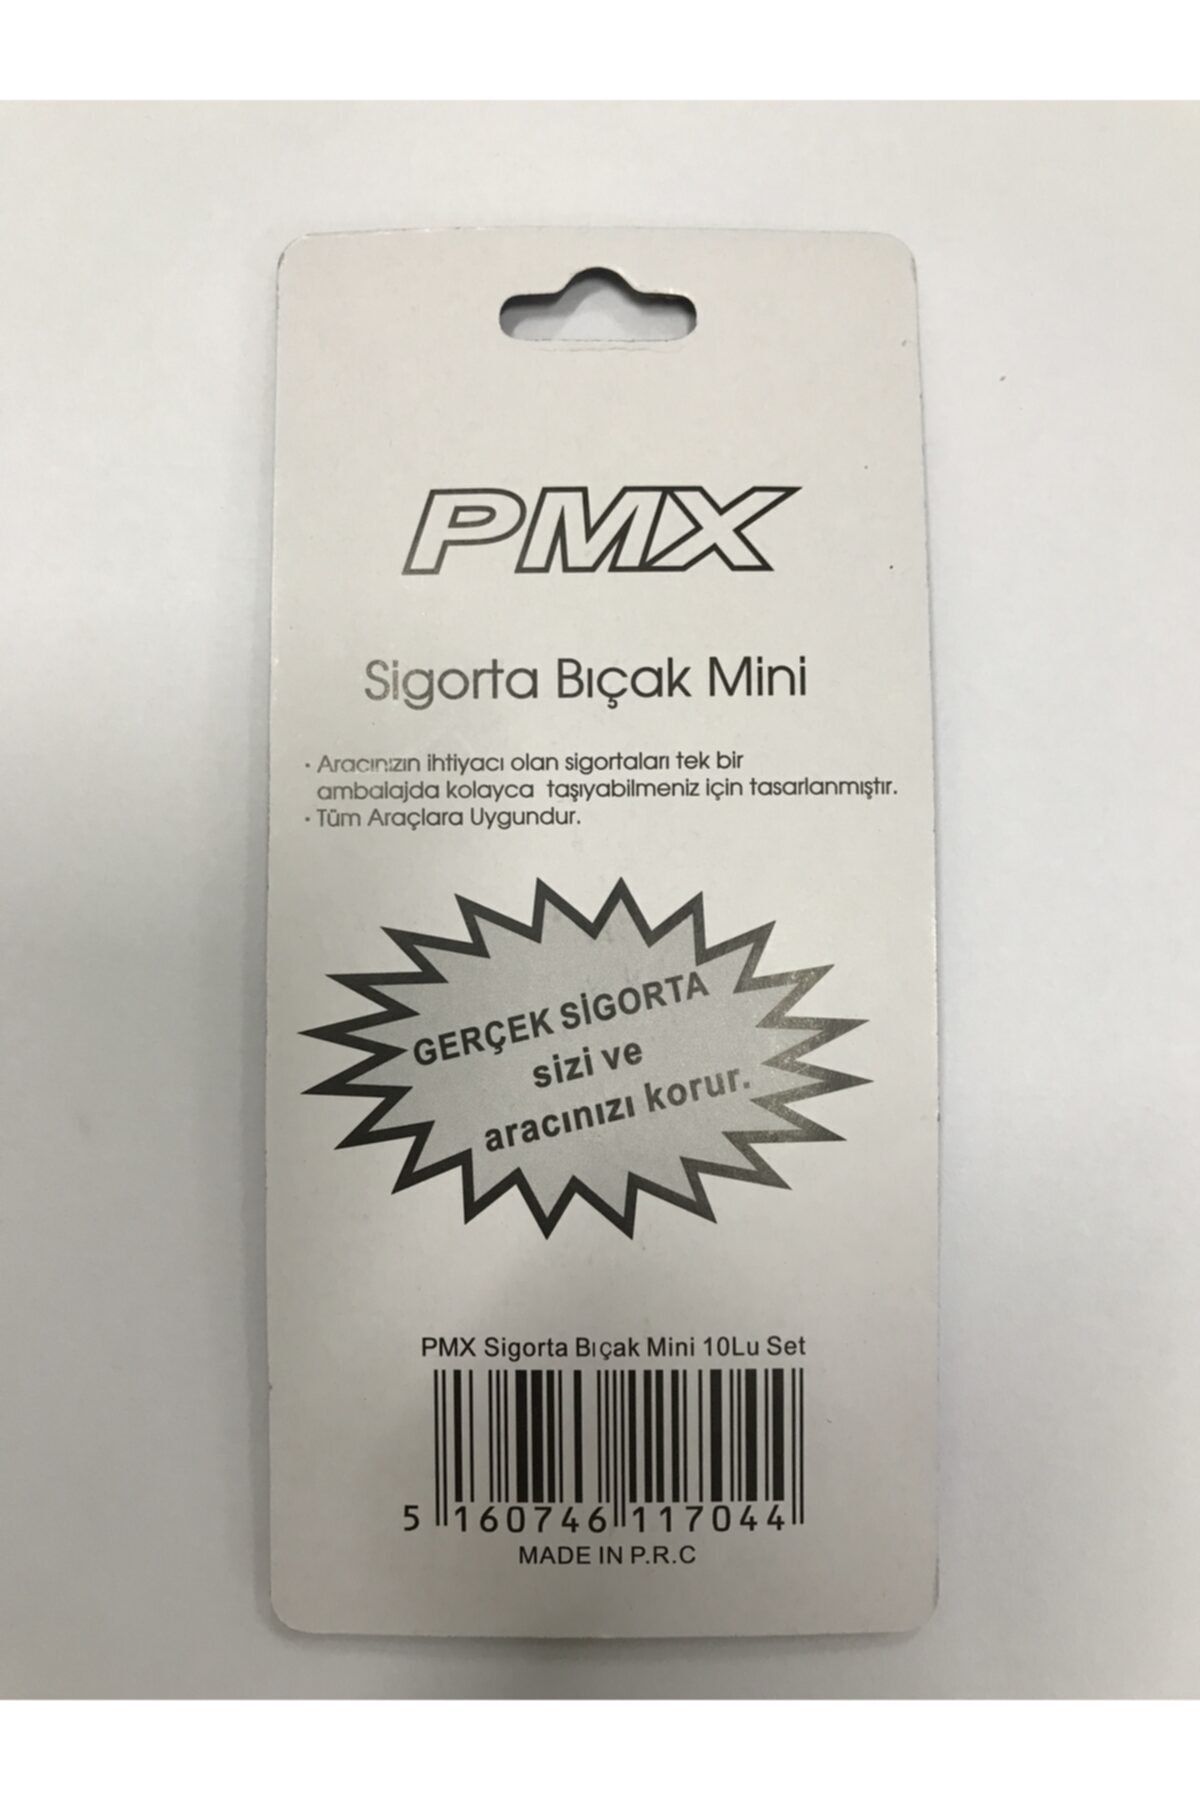 PMX
Sigorta Bıçak Mini
· Aracınızın ihtiyacı olan sigortaları tek bir
ambalajda kolayca taşıyabilmeniz için tasarlanmıştır.
· Tüm Araçlara Uygundur.
GERÇEK SİGORTA
sizi ve
aracınızı korur.
PMX Sigorta Bıçak Mini 10Lu Set
5 160746 117044
MADE IN P.R.C